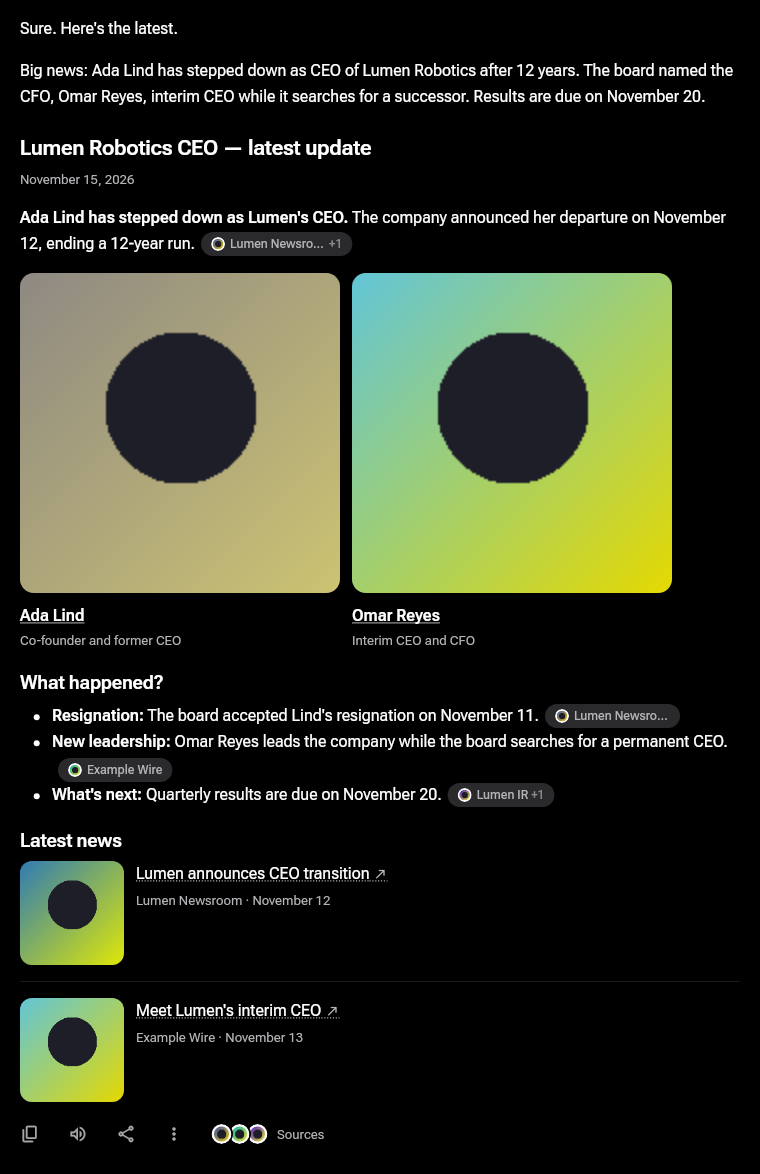 Sure. Here's the latest.
Big news: Ada Lind has stepped down as CEO of Lumen Robotics after 12 years. The board named the
CFO, Omar Reyes, interim CEO while it searches for a successor. Results are due on November 20.
Lumen Robotics CEO — latest update
November 15, 2026
Ada Lind has stepped down as Lumen's CEO. The company announced her departure on November
12, ending a 12-year run. Lumen Newsro... +1
Ada Lind
Co-founder and former CEO
Omar Reyes
Interim CEO and CFO
What happened?
• Resignation: The board accepted Lind's resignation on November 11. Lumen Newsro...
• New leadership: Omar Reyes leads the company while the board searches for a permanent CEO.
Example Wire
• What's next: Quarterly results are due on November 20. Lumen IR +1
Latest news
Lumen announces CEO transition ↗
Lumen Newsroom · November 12
Meet Lumen's interim CEO ↗
Example Wire · November 13
Sources